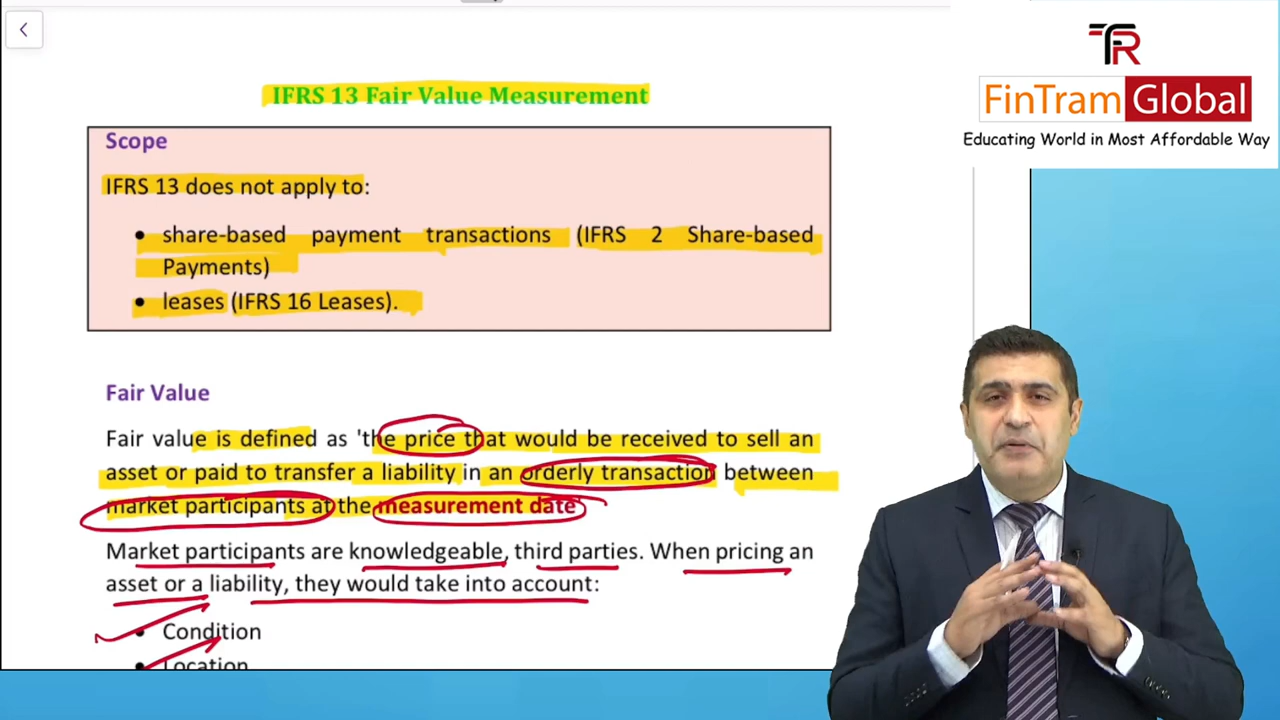 IFRS 13 Fair Value Measurement
Scope
IFRS 13 does not apply to:
• share-based payment transactions (IFRS 2 Share-based
Payments)
• leases (IFRS 16 Leases).
Fair Value
Fair value is defined as 'the price that would be received to sell an
asset or paid to transfer a liability in an orderly transaction between
market participants at the measurement date'
Market participants are knowledgeable, third parties. When pricing an
asset or a liability, they would take into account:
• Condition
• Location
FinTram Global
Educating World in Most Affordable Way